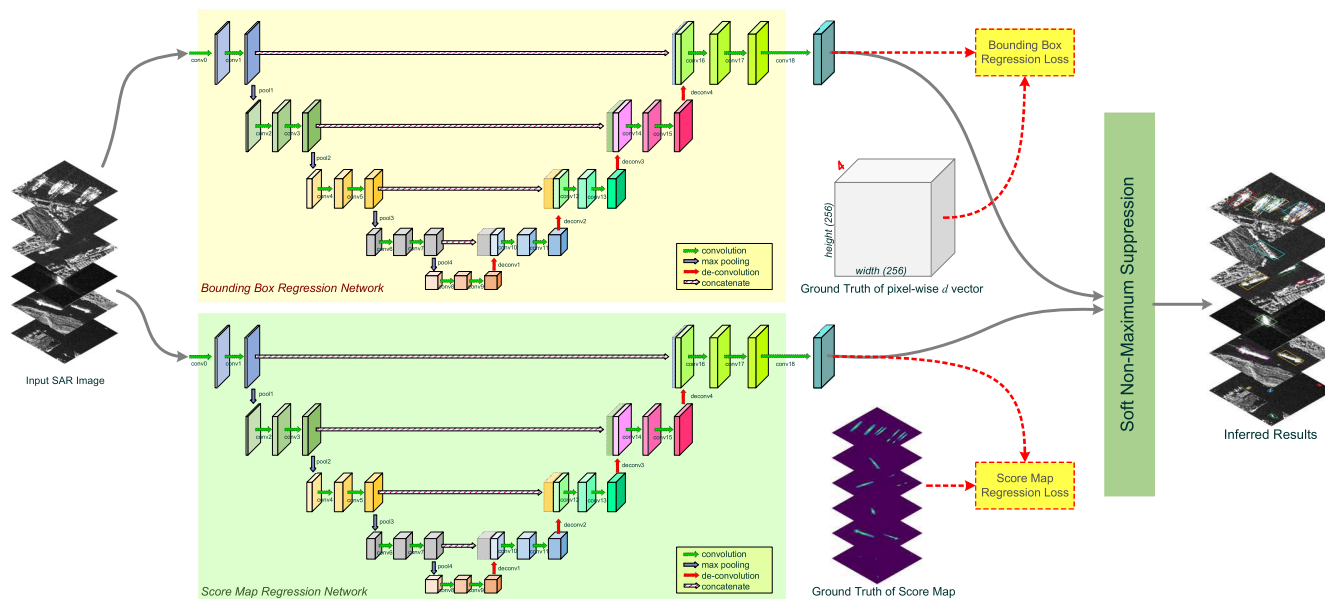 conv0
conv1
conv16
conv17
conv18
Bounding Box
Regression Loss
pool1
deconv4
conv2
conv3
conv14
conv15
pool2
deconv3
4
conv4
conv5
conv12
conv13
pool3
deconv2
height (256)
width (256)
conv6
conv7
conv10
conv11
pool4
deconv1
conv8
conv9
convolution
max pooling
de-convolution
concatenate
Bounding Box Regression Network
Ground Truth of pixel-wise d vector
Input SAR Image
Soft Non-Maximum Suppression
Inferred Results
conv0
conv1
conv16
conv17
conv18
pool1
deconv4
conv2
conv3
conv14
conv15
pool2
deconv3
conv4
conv5
conv12
conv13
Score Map
Regression Loss
pool3
deconv2
conv6
conv7
conv10
conv11
pool4
deconv1
conv8
conv9
convolution
max pooling
de-convolution
concatenate
Score Map Regression Network
Ground Truth of Score Map